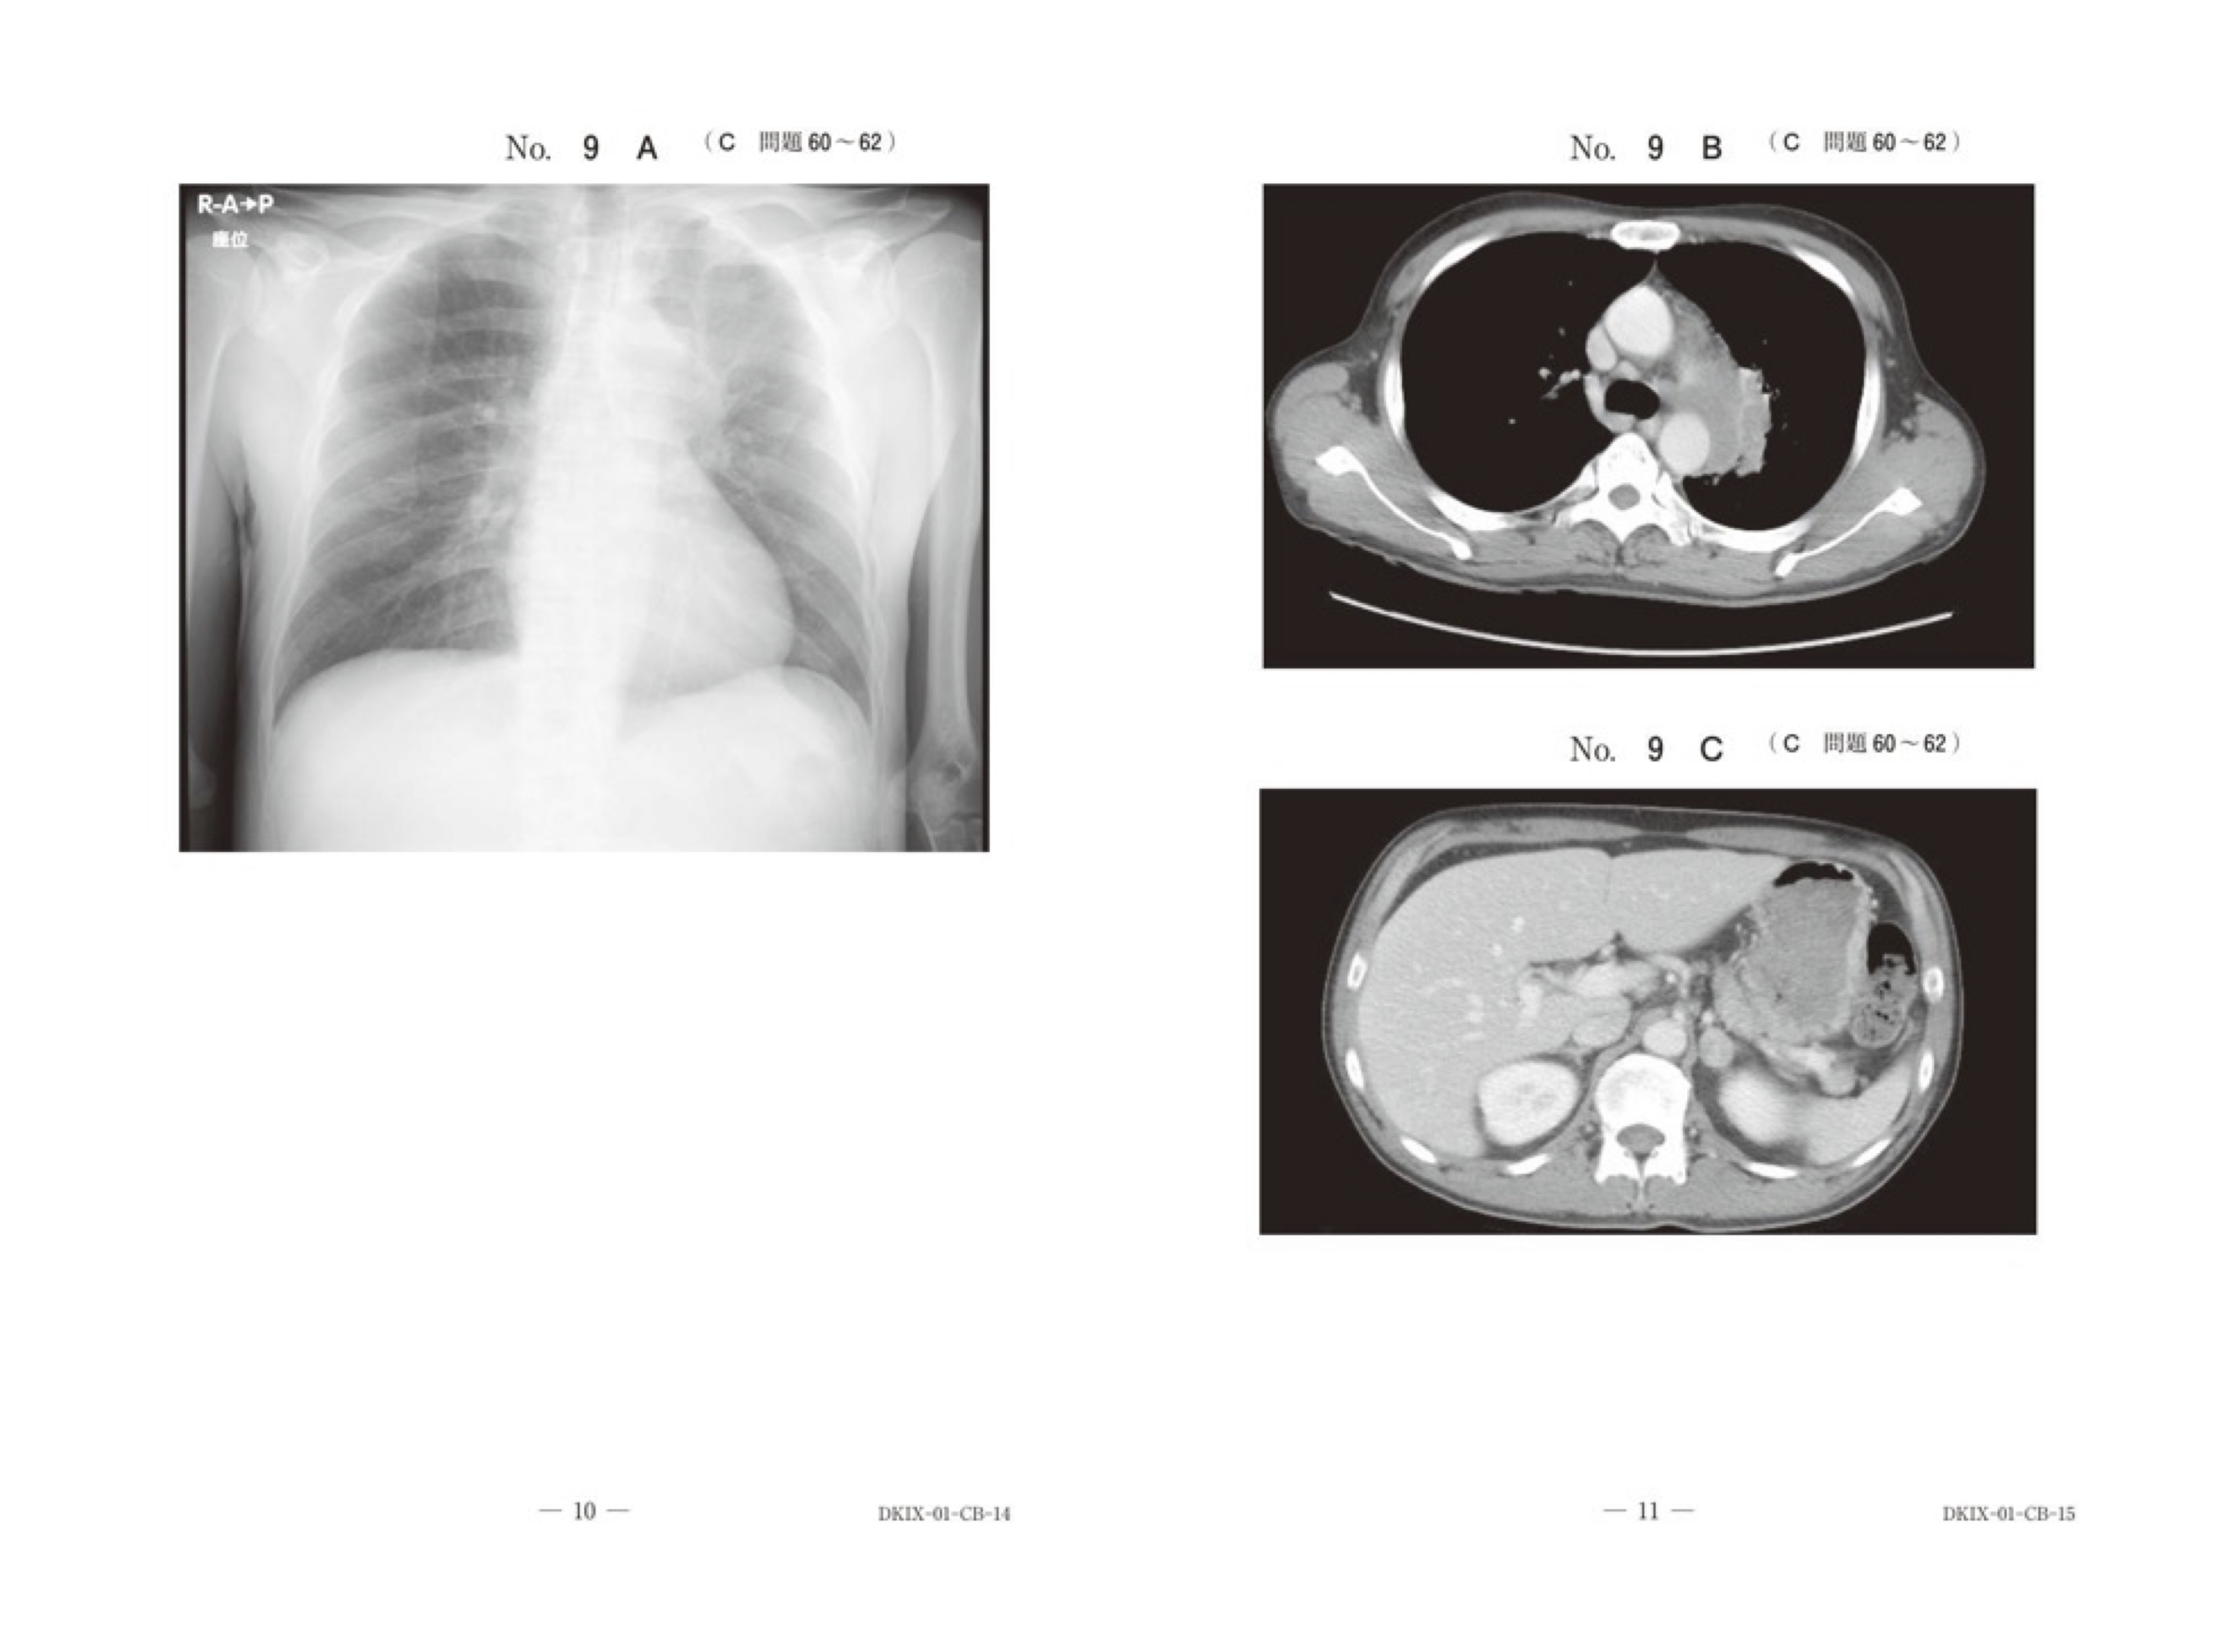 No. 9 A （C 問題 60～62）
R-A→P
座位
— 10 —
DKIX-01-CB-14
No. 9 B （C 問題 60～62）
No. 9 C （C 問題 60～62）
— 11 —
DKIX-01-CB-15